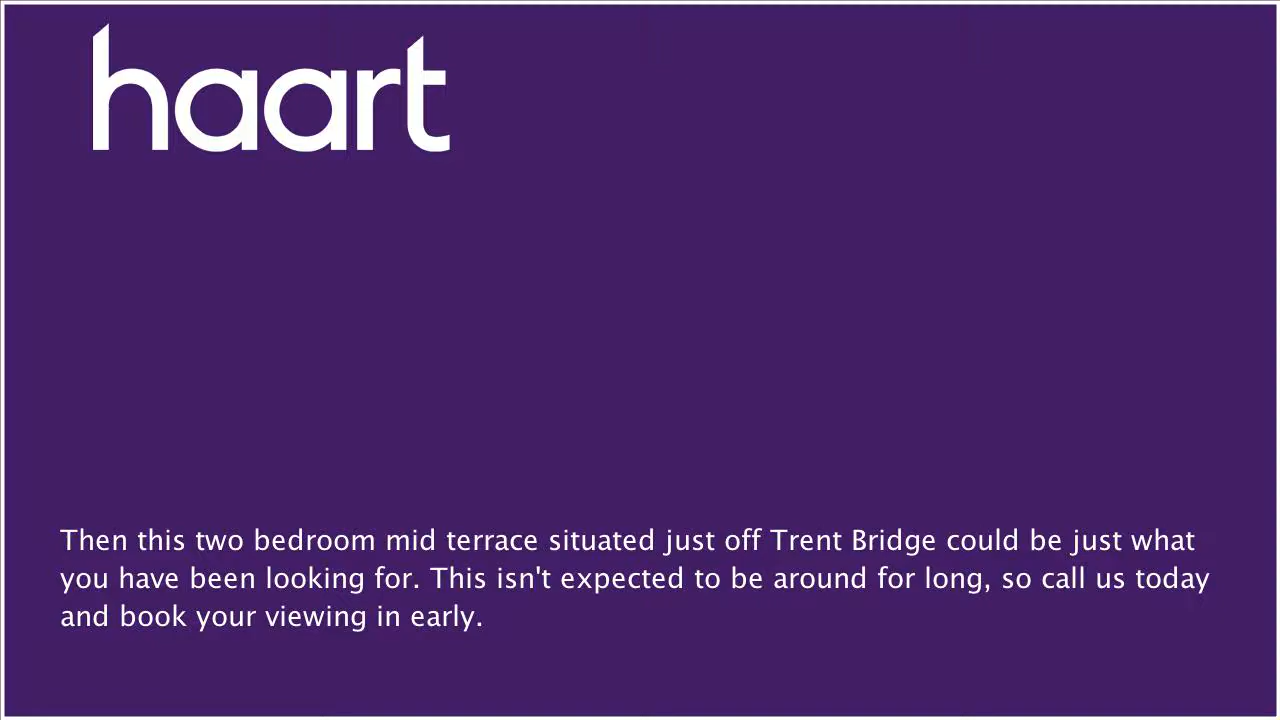 haart
Then this two bedroom mid terrace situated just off Trent Bridge could be just what
you have been looking for. This isn't expected to be around for long, so call us today
and book your viewing in early.